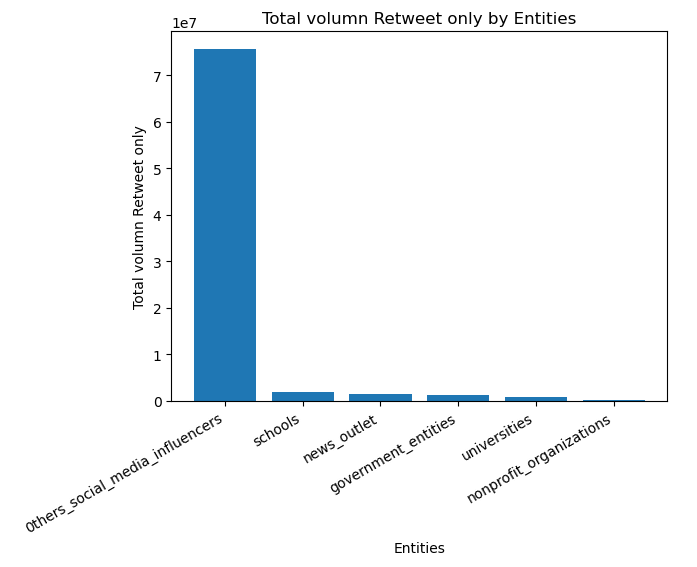 Total volumn Retweet only by Entities
1e7
7
6
5
4
3
2
1
0
Total volumn Retweet only
0thers_social_media_influencers
schools
news_outlet
government_entities
universities
nonprofit_organizations
Entities